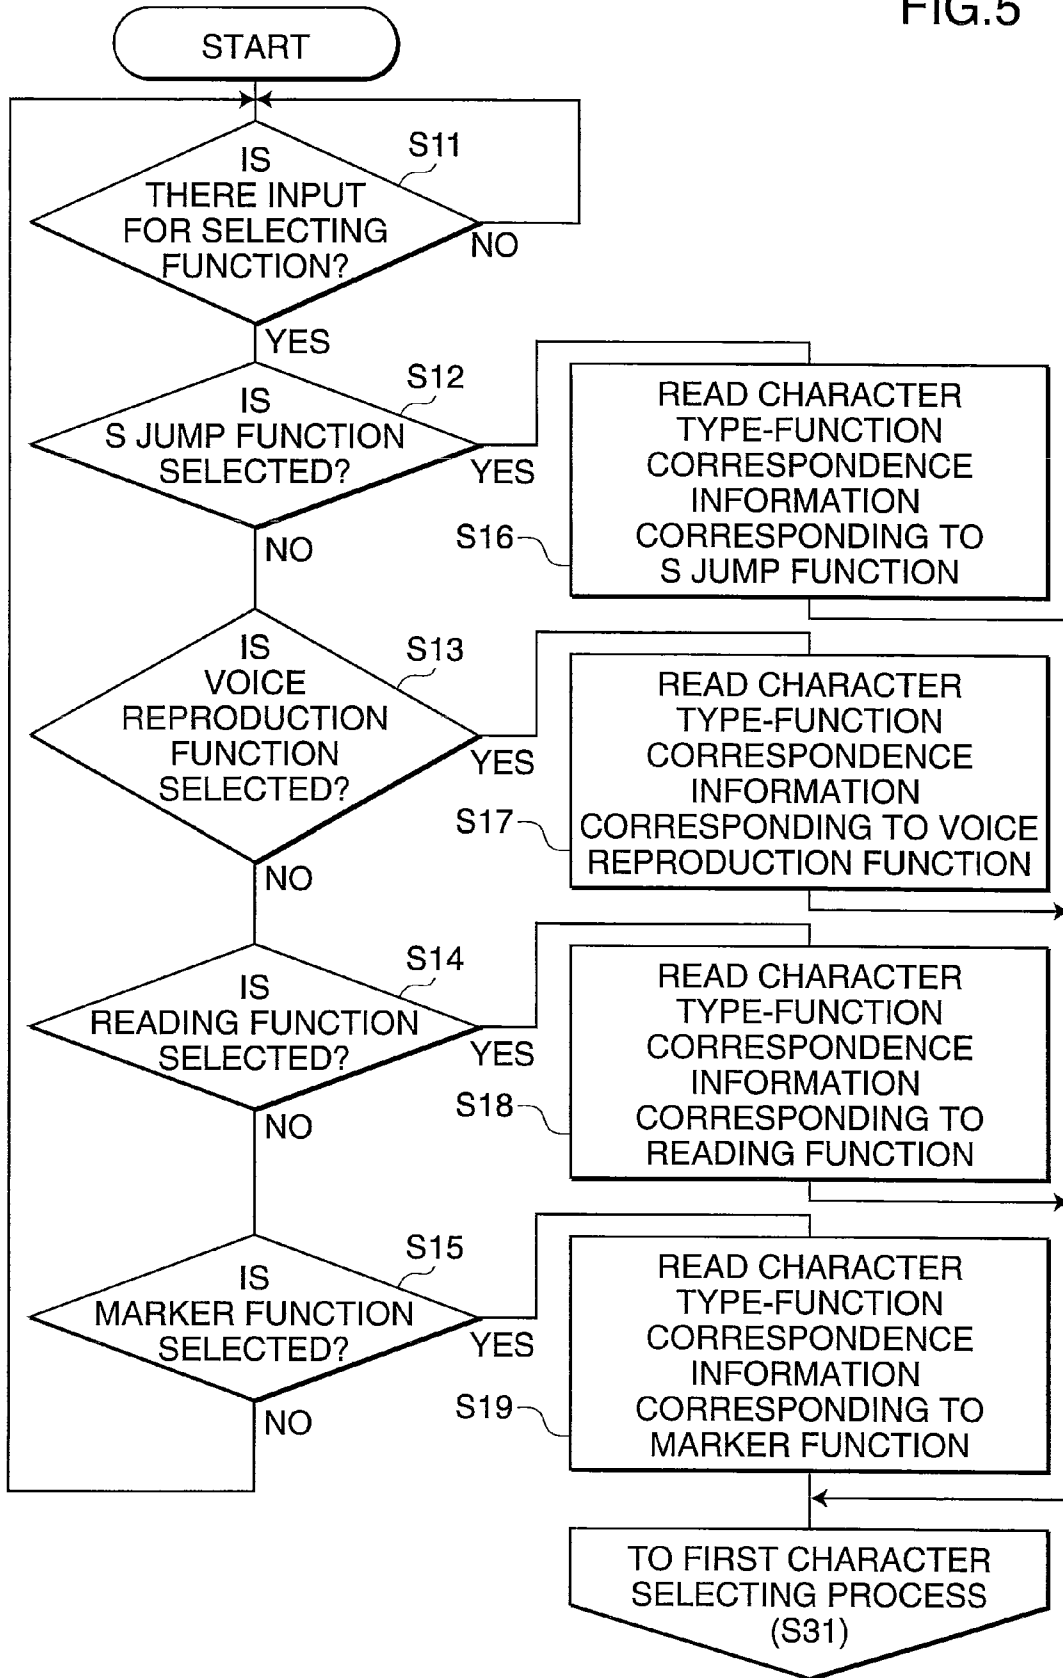 FIG.5
START
S11
IS
THERE INPUT
FOR SELECTING
FUNCTION?
NO
YES
S12
IS
S JUMP FUNCTION
SELECTED?
YES
NO
S16
READ CHARACTER
TYPE-FUNCTION
CORRESPONDENCE
INFORMATION
CORRESPONDING TO
S JUMP FUNCTION
S13
IS
VOICE
REPRODUCTION
FUNCTION
SELECTED?
YES
NO
S17
READ CHARACTER
TYPE-FUNCTION
CORRESPONDENCE
INFORMATION
CORRESPONDING TO VOICE
REPRODUCTION FUNCTION
S14
IS
READING FUNCTION
SELECTED?
YES
NO
S18
READ CHARACTER
TYPE-FUNCTION
CORRESPONDENCE
INFORMATION
CORRESPONDING TO
READING FUNCTION
S15
IS
MARKER FUNCTION
SELECTED?
YES
NO
S19
READ CHARACTER
TYPE-FUNCTION
CORRESPONDENCE
INFORMATION
CORRESPONDING TO
MARKER FUNCTION
TO FIRST CHARACTER
SELECTING PROCESS
(S31)